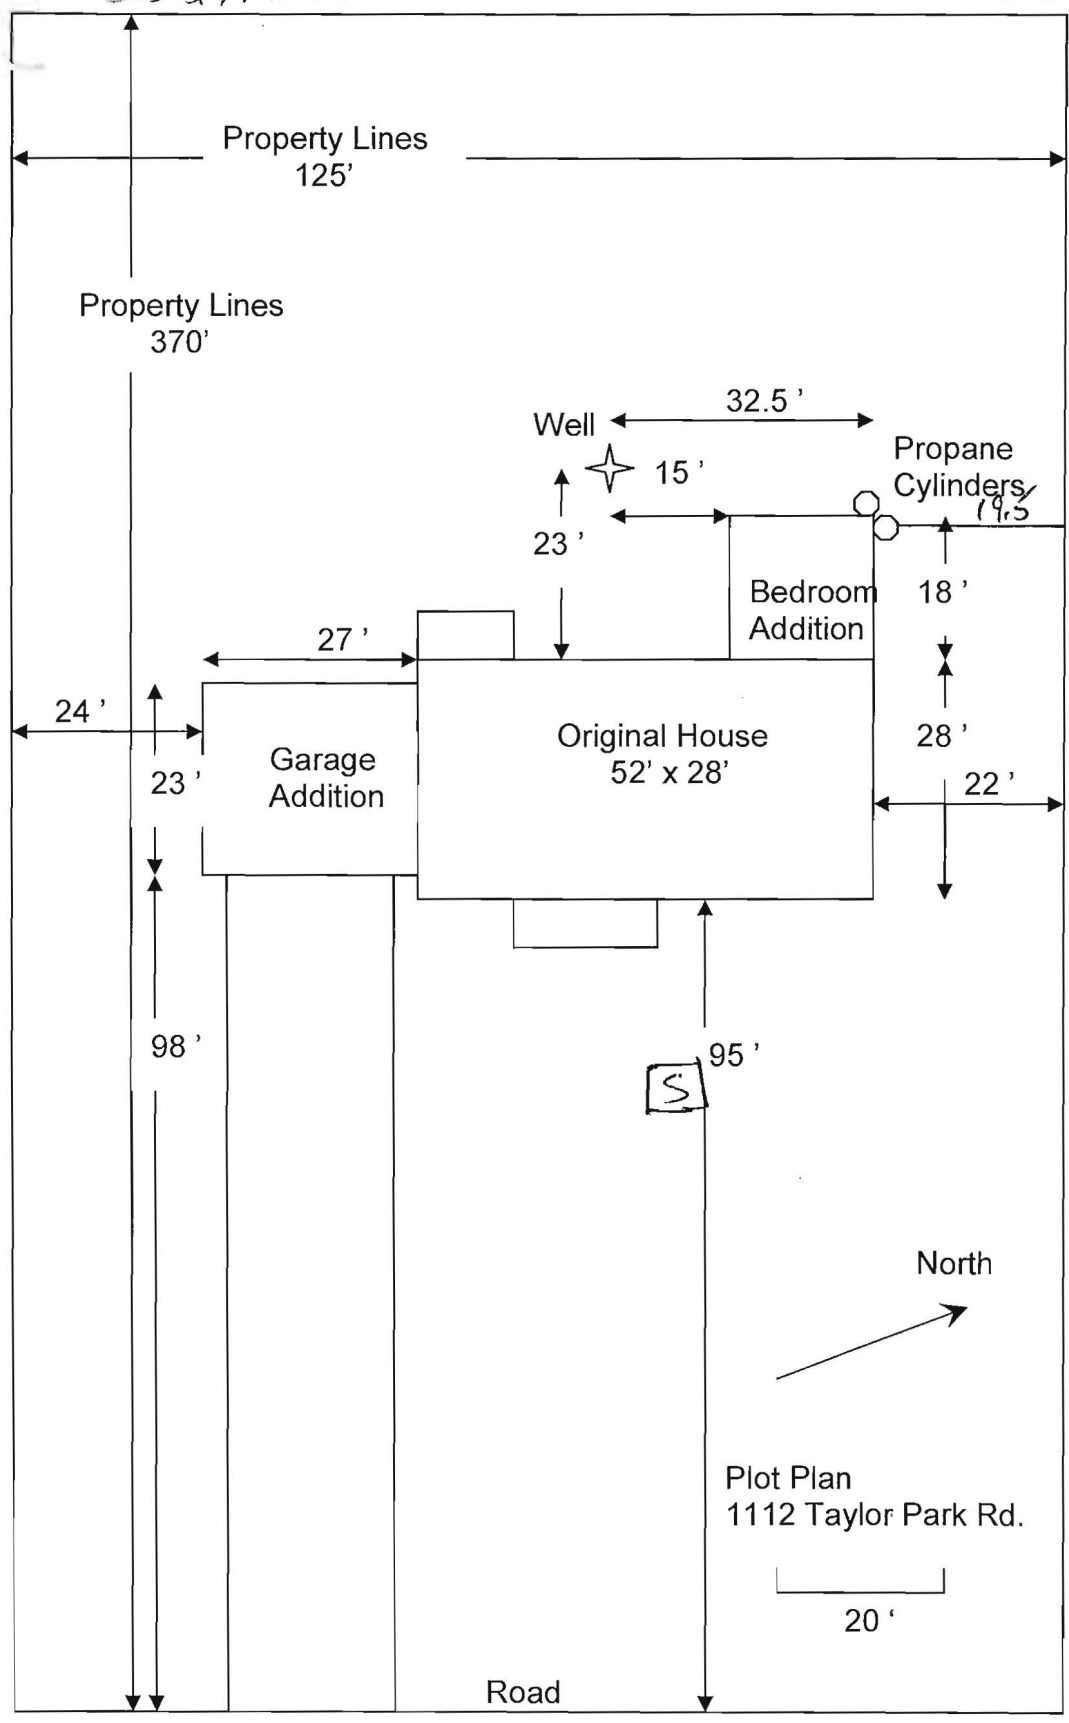 Property Lines
125'
Property Lines
370'
32.5 '
Well
15 '
Propane
Cylinders
19.5
23 '
Bedroom
Addition
18 '
27 '
24 '
Original House
52' x 28'
28 '
Garage
Addition
23 '
22 '
98 '
95 '
S
North
Plot Plan
1112 Taylor Park Rd.
20 '
Road